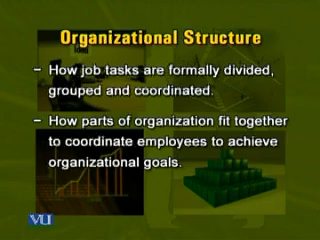 Organizational Structure
– How job tasks are formally divided,
grouped and coordinated.
– How parts of organization fit together
to coordinate employees to achieve
organizational goals.
VU